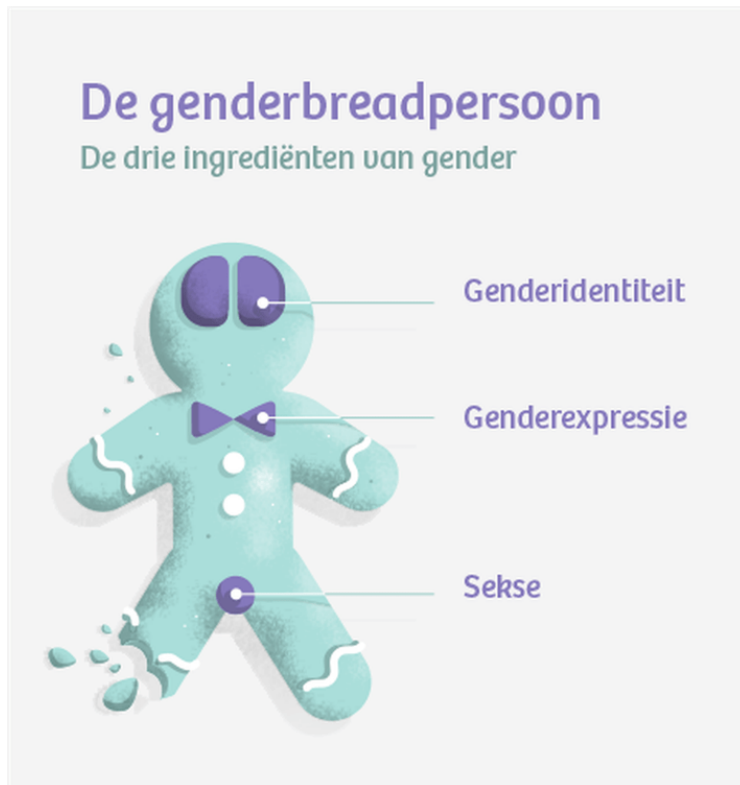 De genderbreadpersoon
De drie ingrediënten van gender
Genderidentiteit
Genderexpressie
Sekse